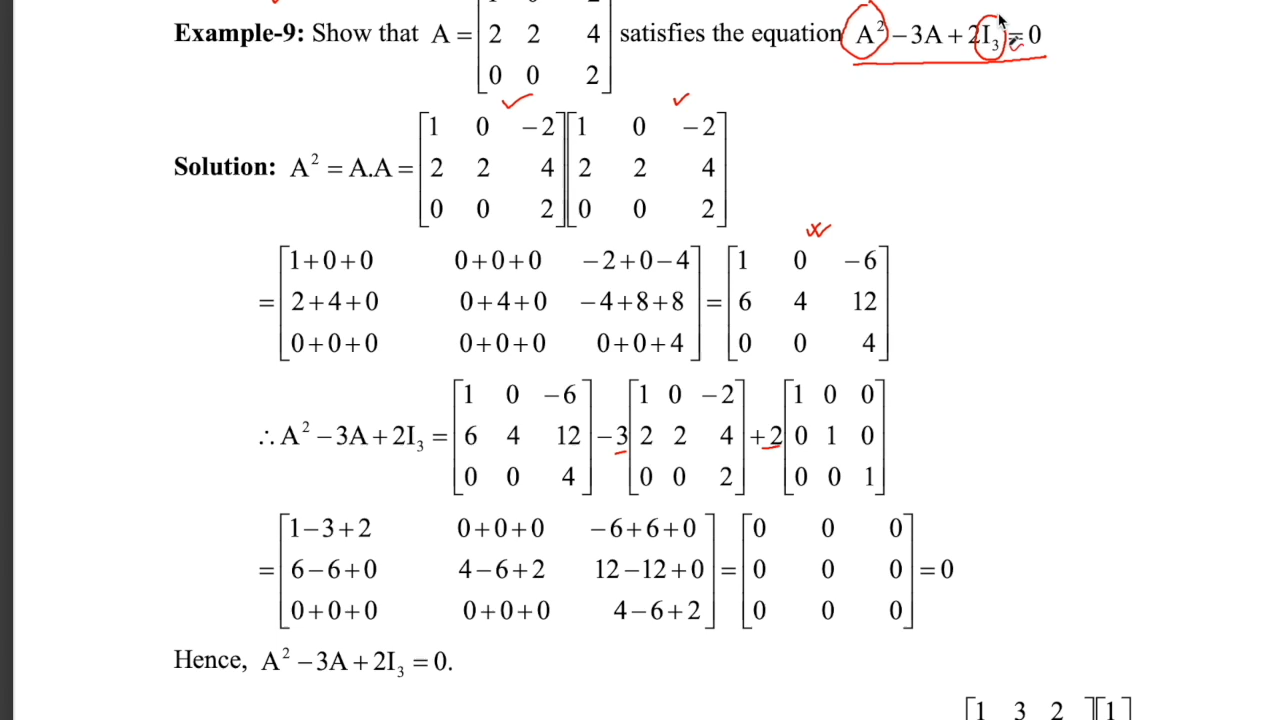 Example-9: Show that A = [ 2 2 4 0 0 2 ] satisfies the equation A² − 3A + 2I₃ = 0
Solution: A² = A.A = [1 0 −2; 2 2 4; 0 0 2] [1 0 −2; 2 2 4; 0 0 2]
= [1+0+0 0+0+0 −2+0−4; 2+4+0 0+4+0 −4+8+8; 0+0+0 0+0+0 0+0+4] = [1 0 −6; 6 4 12; 0 0 4]
∴ A² − 3A + 2I₃ = [1 0 −6; 6 4 12; 0 0 4] − 3 [1 0 −2; 2 2 4; 0 0 2] + 2 [1 0 0; 0 1 0; 0 0 1]
= [1−3+2 0+0+0 −6+6+0; 6−6+0 4−6+2 12−12+0; 0+0+0 0+0+0 4−6+2] = [0 0 0; 0 0 0; 0 0 0] = 0
Hence, A² − 3A + 2I₃ = 0.
[1 3 2] [1]